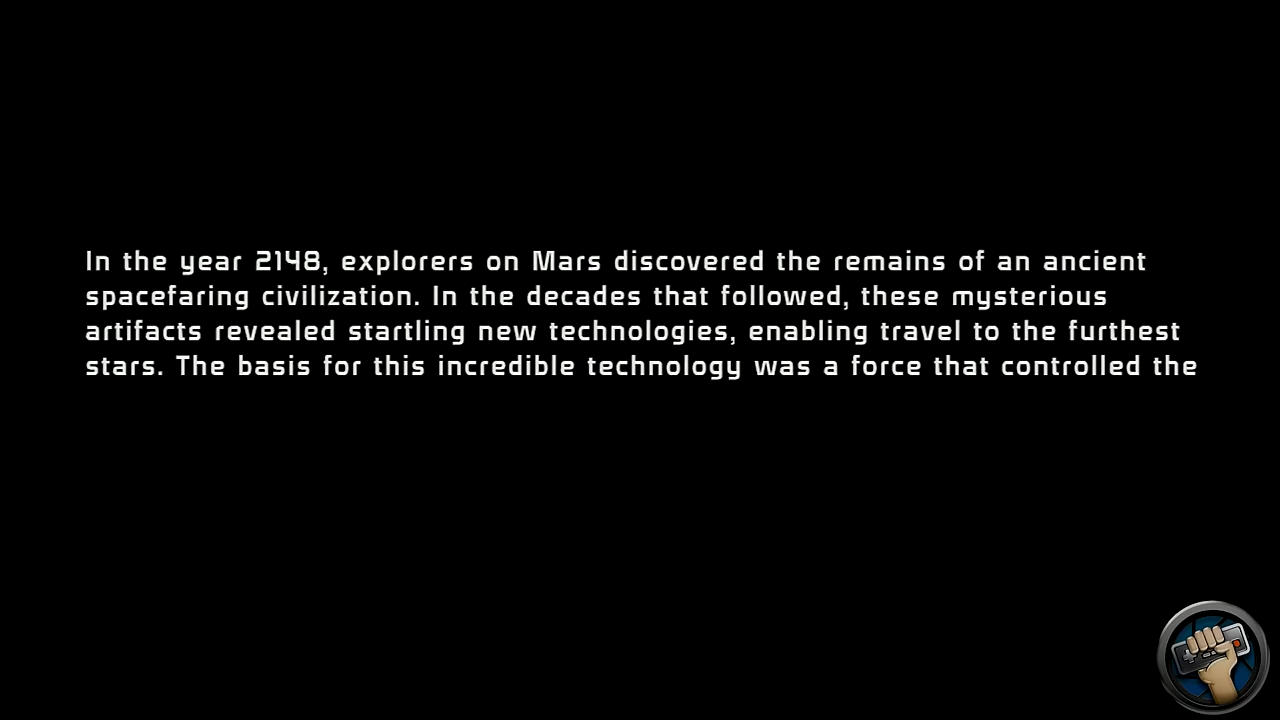 In the year 2148, explorers on Mars discovered the remains of an ancient
spacefaring civilization. In the decades that followed, these mysterious
artifacts revealed startling new technologies, enabling travel to the furthest
stars. The basis for this incredible technology was a force that controlled the